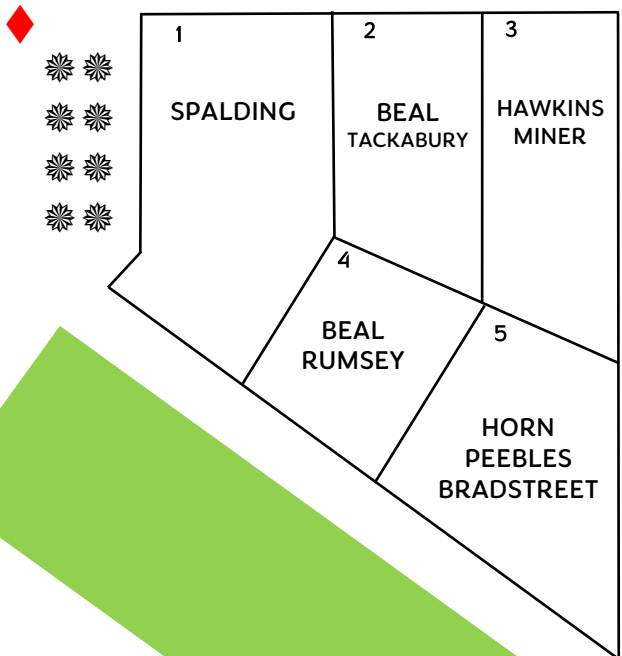 1
SPALDING
2
BEAL
TACKABURY
3
HAWKINS
MINER
4
BEAL
RUMSEY
5
HORN
PEEBLES
BRADSTREET